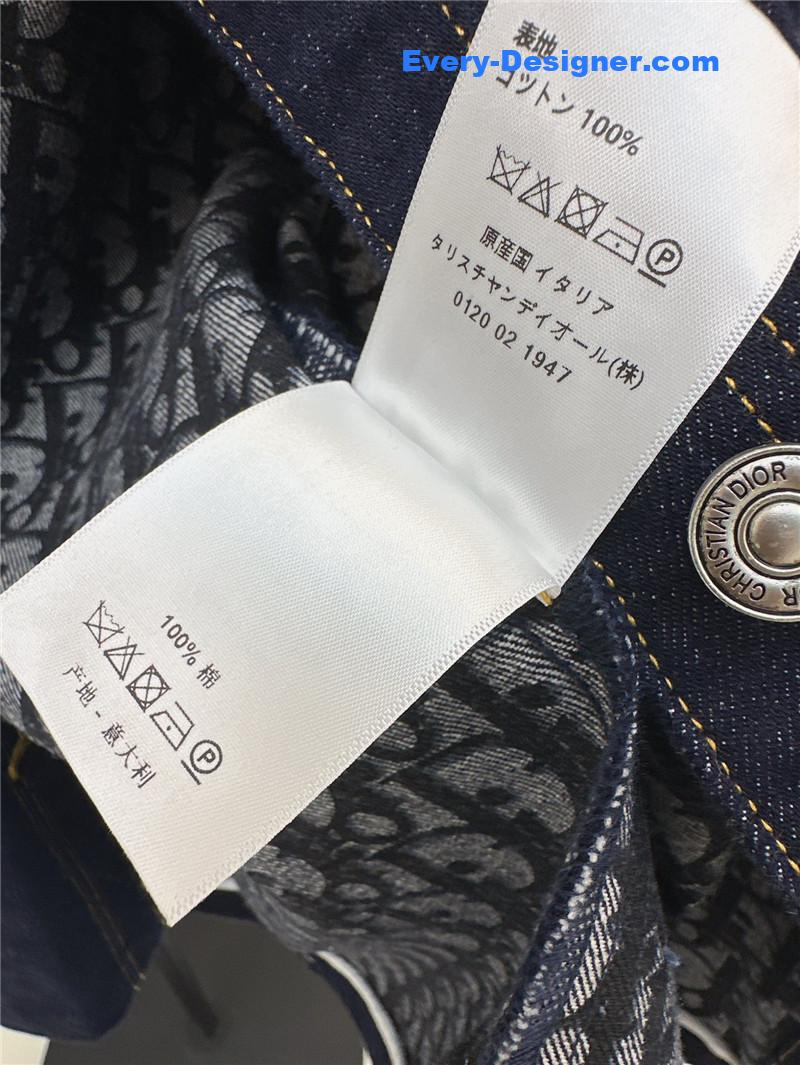 Every-Designer.com
表地
コットン 100%
P
原産国 イタリア
タリスチャンディオール(株)
0120 02 1947
CHRISTIAN DIOR
100% 棉
P
产地 - 意大利